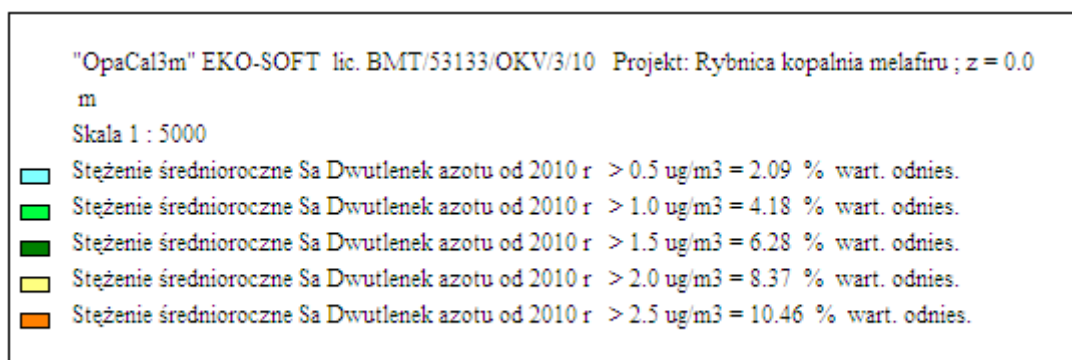 "OpaCal3m" EKO-SOFT lic. BMT/53133/OKV/3/10 Projekt: Rybnica kopalnia melafiru ; z = 0.0
m
Skala 1 : 5000
Stężenie średnioroczne Sa Dwutlenek azotu od 2010 r > 0.5 ug/m3 = 2.09 % wart. odnies.
Stężenie średnioroczne Sa Dwutlenek azotu od 2010 r > 1.0 ug/m3 = 4.18 % wart. odnies.
Stężenie średnioroczne Sa Dwutlenek azotu od 2010 r > 1.5 ug/m3 = 6.28 % wart. odnies.
Stężenie średnioroczne Sa Dwutlenek azotu od 2010 r > 2.0 ug/m3 = 8.37 % wart. odnies.
Stężenie średnioroczne Sa Dwutlenek azotu od 2010 r > 2.5 ug/m3 = 10.46 % wart. odnies.